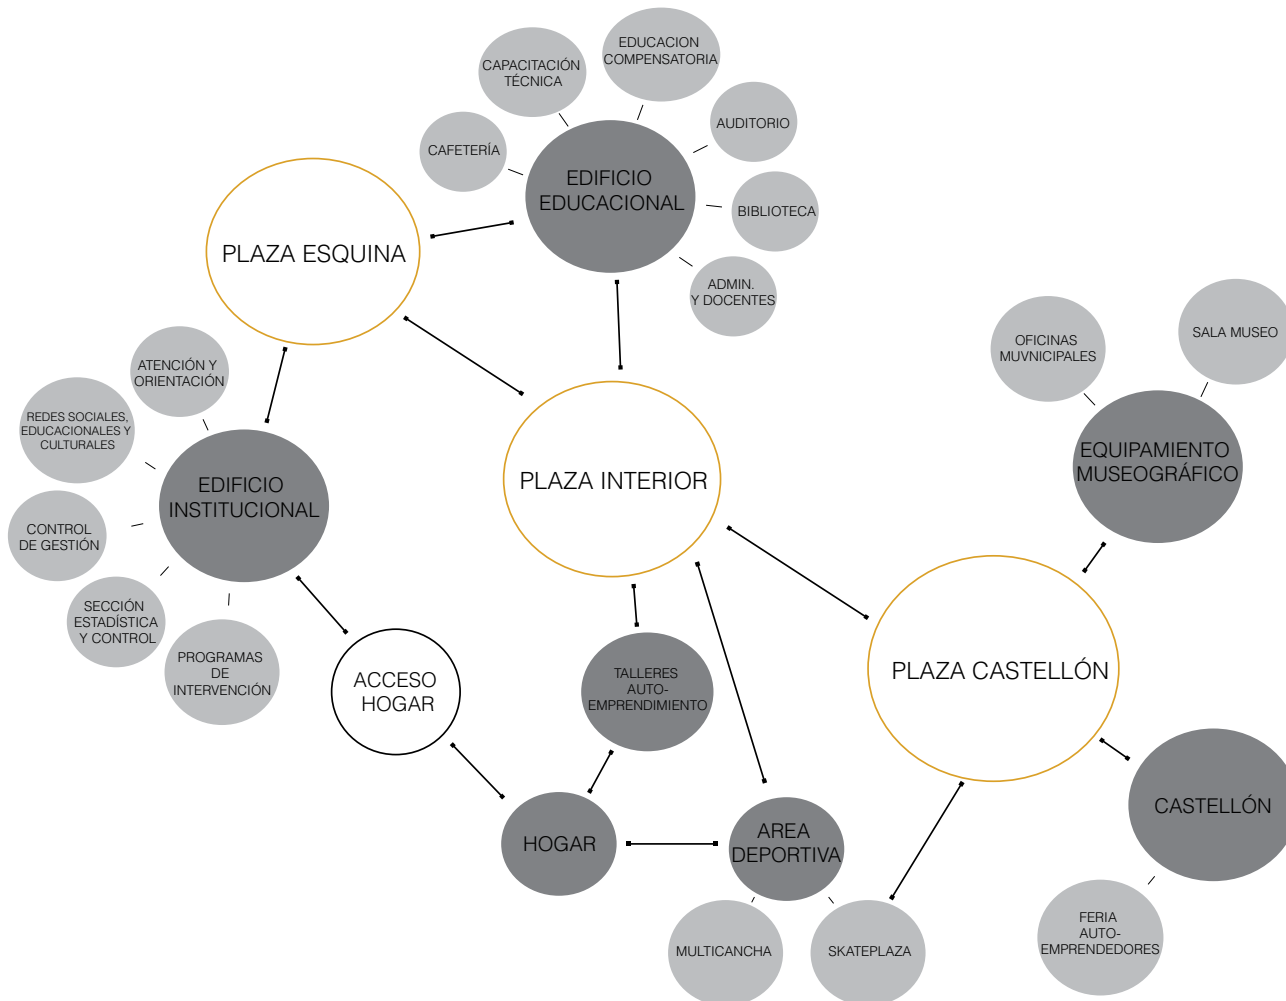 EDUCACION
COMPENSATORIA
CAPACITACIÓN
TÉCNICA
AUDITORIO
CAFETERÍA
EDIFICIO
EDUCACIONAL
BIBLIOTECA
PLAZA ESQUINA
ADMIN.
Y DOCENTES
OFICINAS
MUVNICIPALES
SALA MUSEO
ATENCIÓN Y
ORIENTACIÓN
REDES SOCIALES,
EDUCACIONALES Y
CULTURALES
EDIFICIO
INSTITUCIONAL
PLAZA INTERIOR
EQUIPAMIENTO
MUSEOGRÁFICO
CONTROL
DE GESTIÓN
SECCIÓN
ESTADÍSTICA
Y CONTROL
PROGRAMAS
DE
INTERVENCIÓN
ACCESO
HOGAR
TALLERES
AUTO-
EMPRENDIMIENTO
PLAZA CASTELLÓN
HOGAR
AREA
DEPORTIVA
CASTELLÓN
MULTICANCHA
SKATEPLAZA
FERIA
AUTO-
EMPRENDEDORES